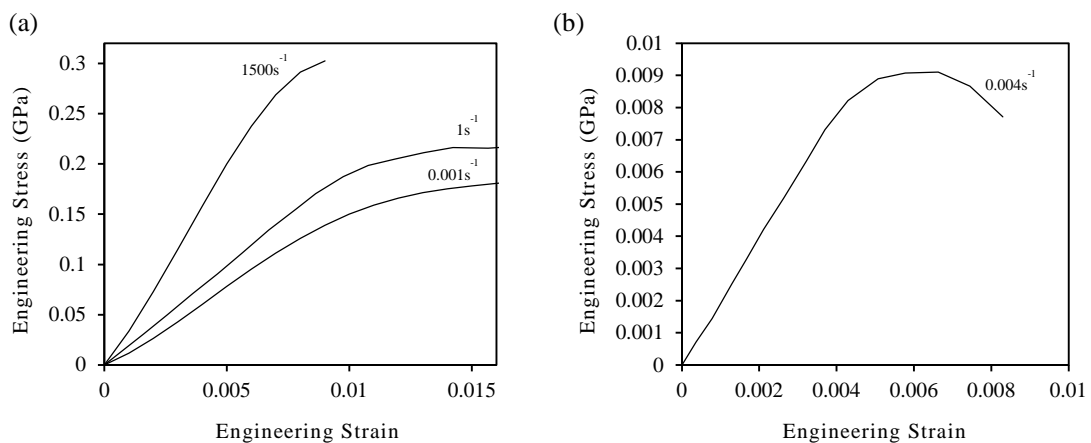 (a)
Engineering Stress (GPa)
0.3
0.25
0.2
0.15
0.1
0.05
0
0
0.005
0.01
0.015
Engineering Strain
1500s-1
1s-1
0.001s-1
(b)
Engineering Stress (GPa)
0.01
0.009
0.008
0.007
0.006
0.005
0.004
0.003
0.002
0.001
0
0
0.002
0.004
0.006
0.008
0.01
Engineering Strain
0.004s-1